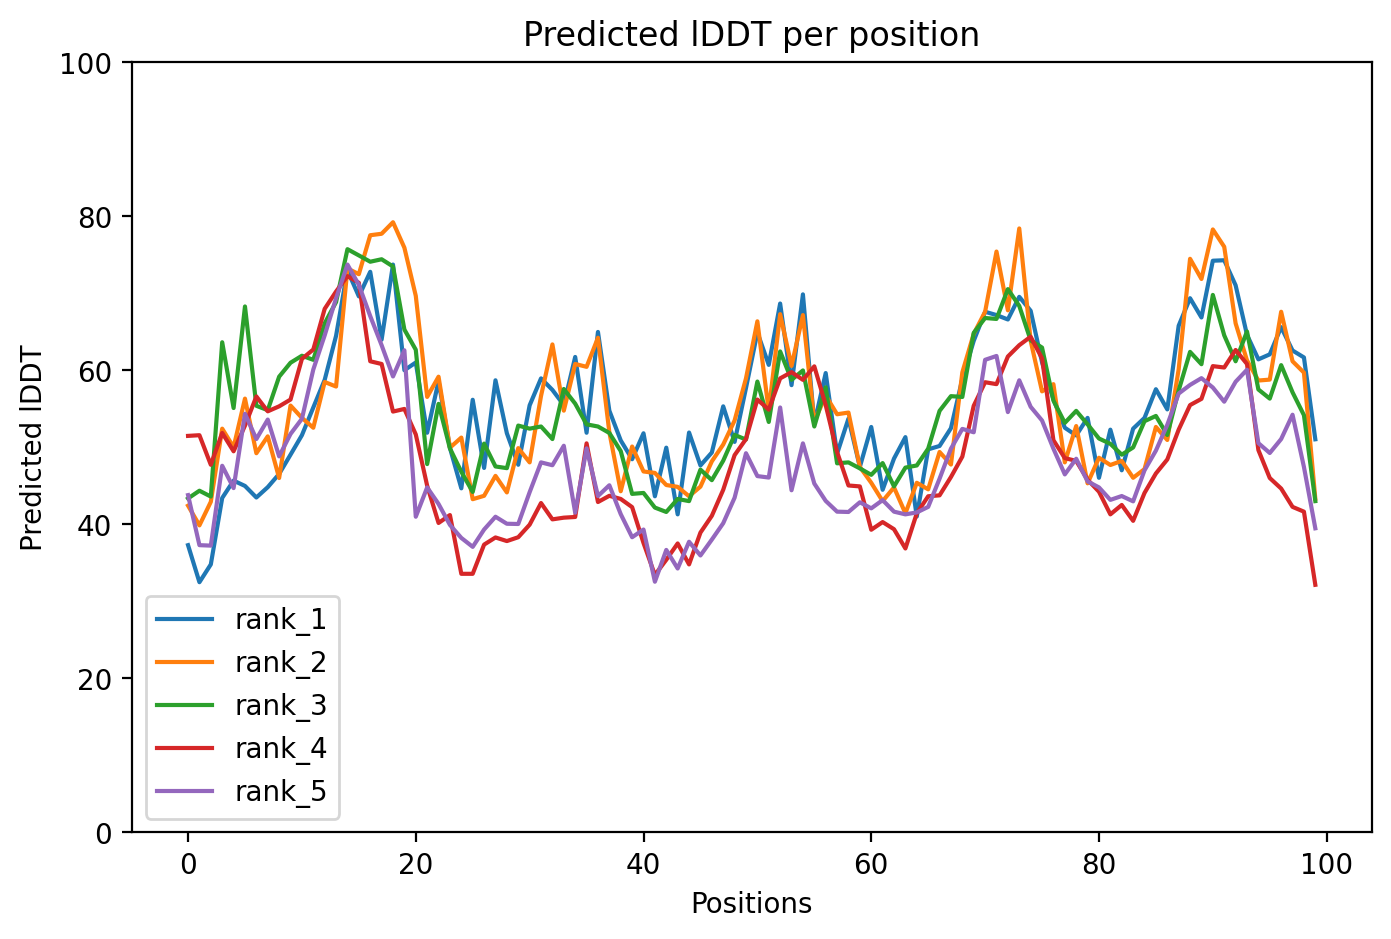 Predicted lDDT per position
Predicted lDDT
100
80
60
40
20
0
rank_1
rank_2
rank_3
rank_4
rank_5
0 20 40 60 80 100
Positions